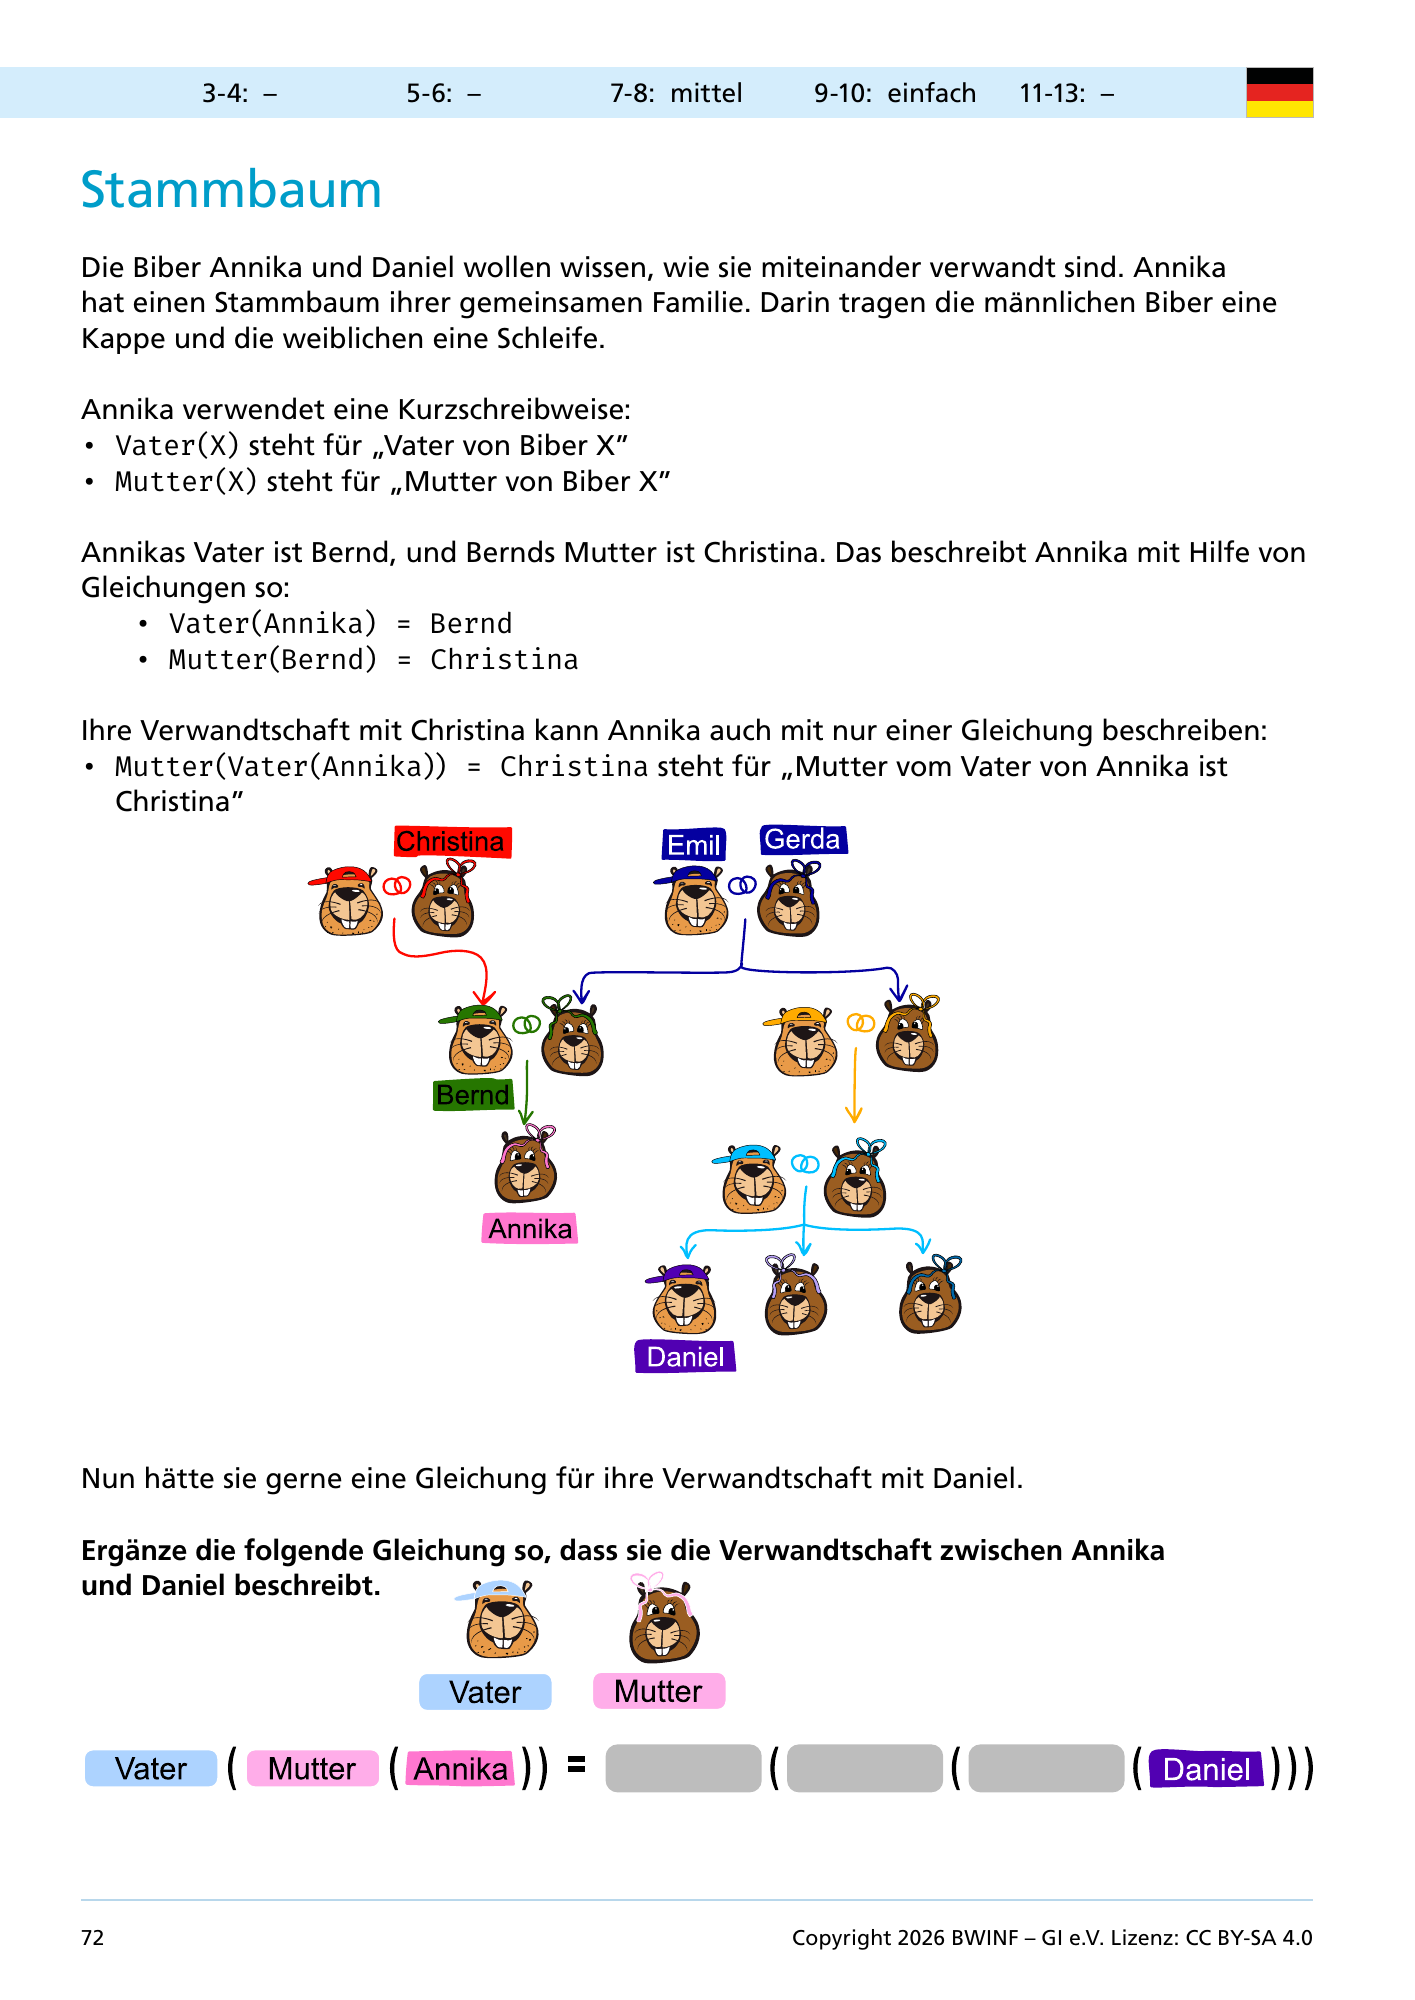 3-4: –
5-6: –
7-8: mittel
9-10: einfach
11-13: –
Stammbaum
Die Biber Annika und Daniel wollen wissen, wie sie miteinander verwandt sind. Annika
hat einen Stammbaum ihrer gemeinsamen Familie. Darin tragen die männlichen Biber eine
Kappe und die weiblichen eine Schleife.
Annika verwendet eine Kurzschreibweise:
• Vater(X) steht für „Vater von Biber X”
• Mutter(X) steht für „Mutter von Biber X”
Annikas Vater ist Bernd, und Bernds Mutter ist Christina. Das beschreibt Annika mit Hilfe von
Gleichungen so:
• Vater(Annika) = Bernd
• Mutter(Bernd) = Christina
Ihre Verwandtschaft mit Christina kann Annika auch mit nur einer Gleichung beschreiben:
• Mutter(Vater(Annika)) = Christina steht für „Mutter vom Vater von Annika ist
Christina”
Christina
Emil
Gerda
Bernd
Annika
Daniel
Nun hätte sie gerne eine Gleichung für ihre Verwandtschaft mit Daniel.
Ergänze die folgende Gleichung so, dass sie die Verwandtschaft zwischen Annika
und Daniel beschreibt.
Vater
Mutter
Vater ( Mutter ( Annika ) ) = ( ( ( Daniel ) ) )
72
Copyright 2026 BWINF – GI e.V. Lizenz: CC BY-SA 4.0